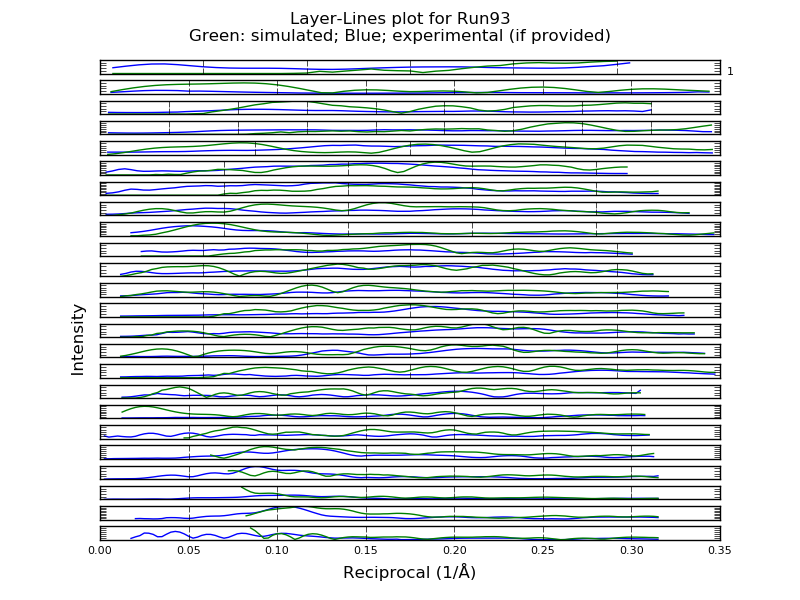 Layer-Lines plot for Run93
Green: simulated; Blue; experimental (if provided)
1
Intensity
0.00 0.05 0.10 0.15 0.20 0.25 0.30 0.35
Reciprocal (1/Å)